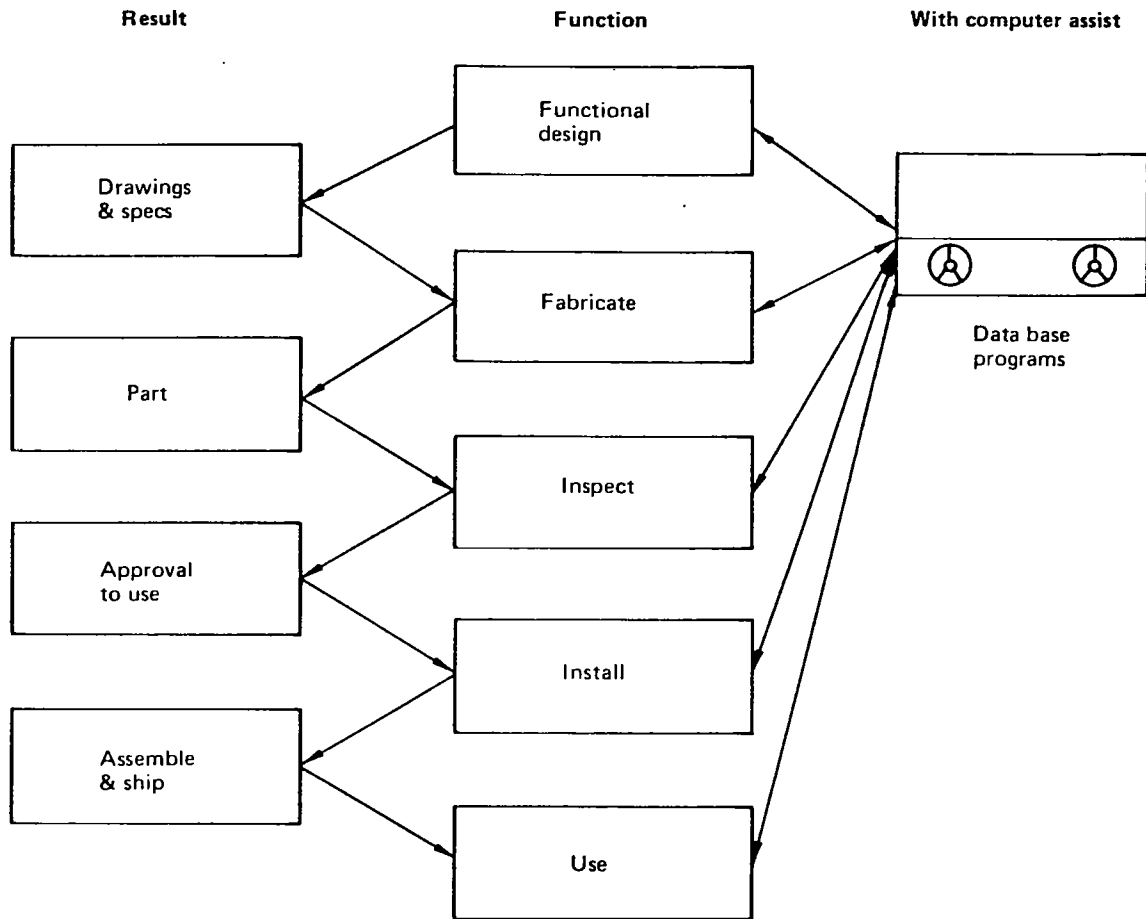 Result
Function
With computer assist
Functional
design
Drawings
& specs
Fabricate
Data base
programs
Part
Inspect
Approval
to use
Install
Assemble
& ship
Use